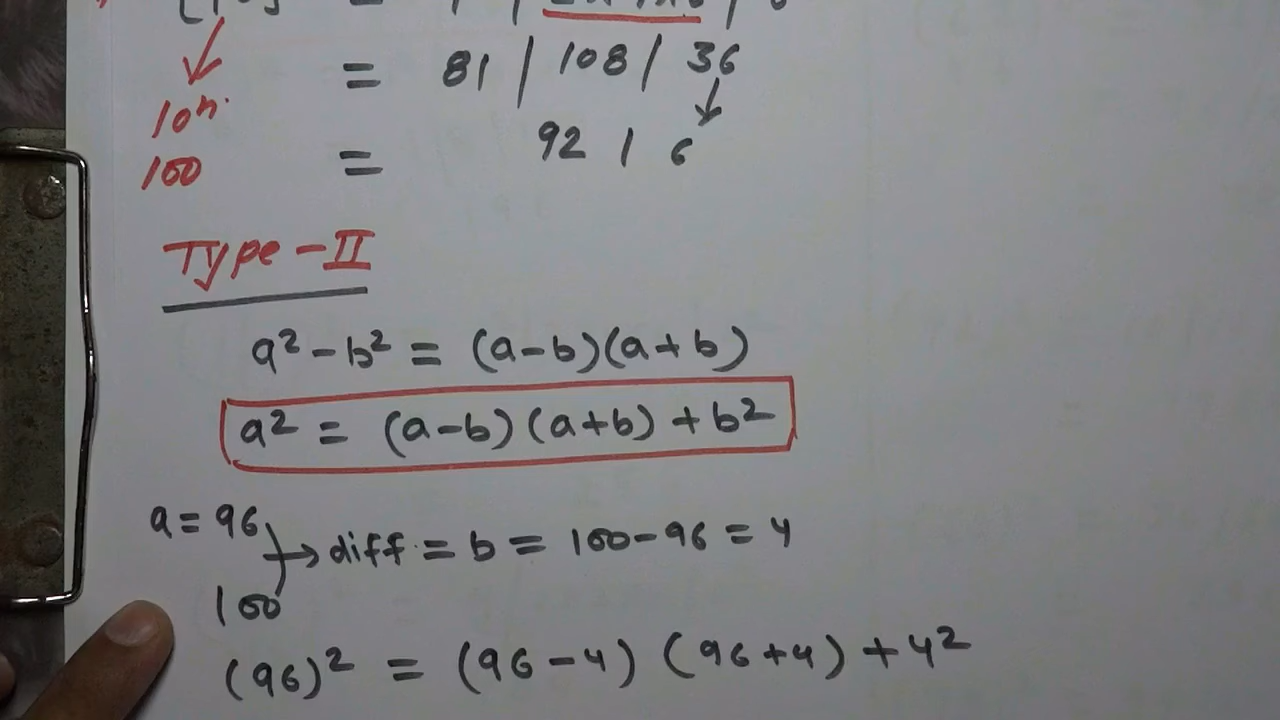 = 81 / 108 / 36
10ⁿ
= 92 / 6
100
Type-II
a² - b² = (a-b)(a+b)
a² = (a-b)(a+b) + b²
a = 96
→ diff = b = 100-96 = 4
100
(96)² = (96-4) (96+4) + 4²